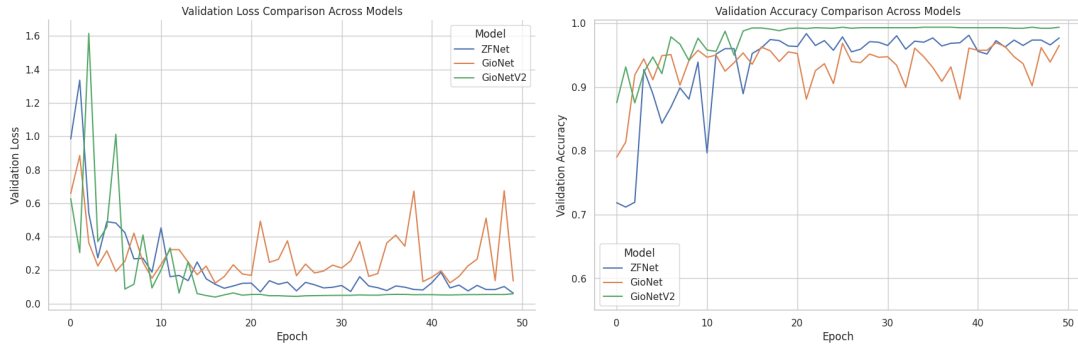 Validation Loss Comparison Across Models
Validation Loss
1.6
1.4
1.2
1.0
0.8
0.6
0.4
0.2
0.0
Model
ZFNet
GioNet
GioNetV2
0
10
20
30
40
50
Epoch
Validation Accuracy Comparison Across Models
Validation Accuracy
1.0
0.9
0.8
0.7
0.6
Model
ZFNet
GioNet
GioNetV2
0
10
20
30
40
50
Epoch